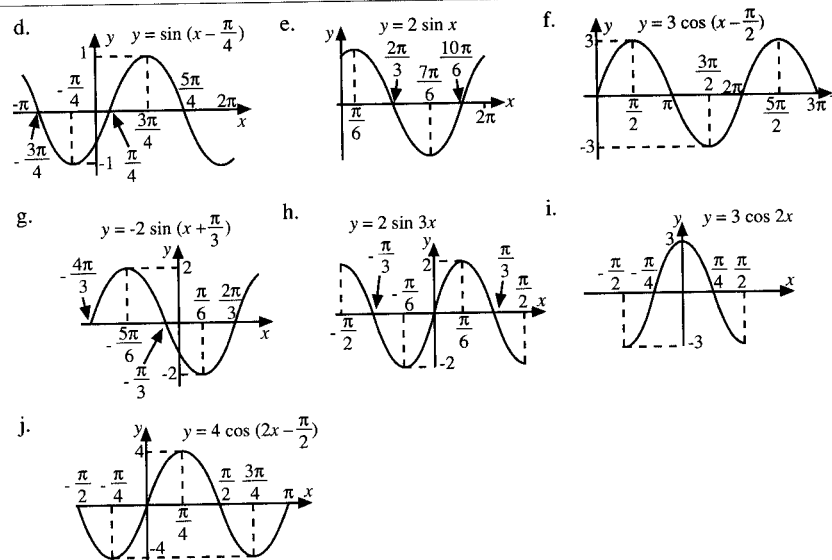 d.
y = sin (x - π/4)
y
1
-π
-π/4
5π/4
2π
x
-3π/4
-1
π/4
3π/4
e.
y = 2 sin x
y
2π/3
7π/6
10π/6
x
π/6
2π
f.
y = 3 cos (x - π/2)
y
3
3π/2
2π
π/2
π
5π/2
3π
x
-3
g.
y = -2 sin (x + π/3)
y
-4π/3
2
π/6
2π/3
x
-5π/6
-π/3
-2
h.
y = 2 sin 3x
y
-π/3
2
π/3
-π/6
π/2
x
-π/2
π/6
-2
i.
y = 3 cos 2x
y
3
-π/2
-π/4
π/4
π/2
x
-3
j.
y = 4 cos (2x - π/2)
y
4
-π/2
-π/4
π/2
3π/4
π
x
π/4
-4